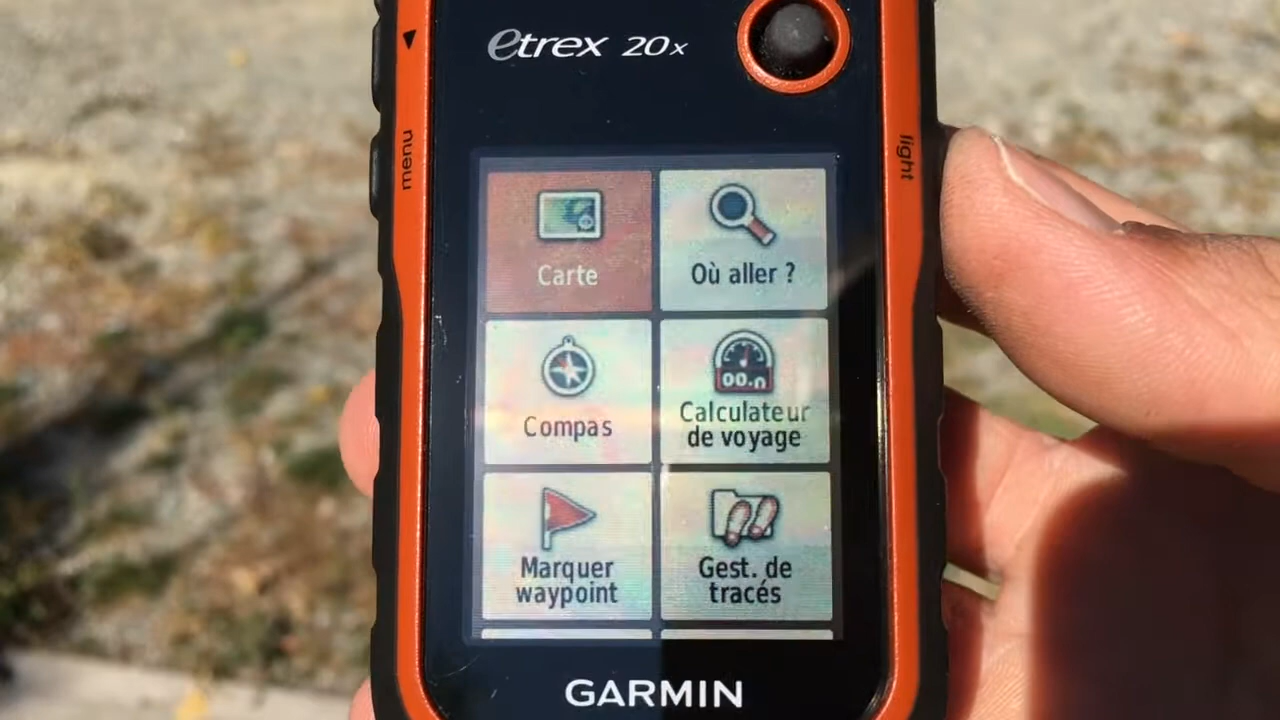 etrex 20x
menu
light
Carte
Où aller ?
Compas
Calculateur
de voyage
00.0
Marquer
waypoint
Gest. de
tracés
GARMIN